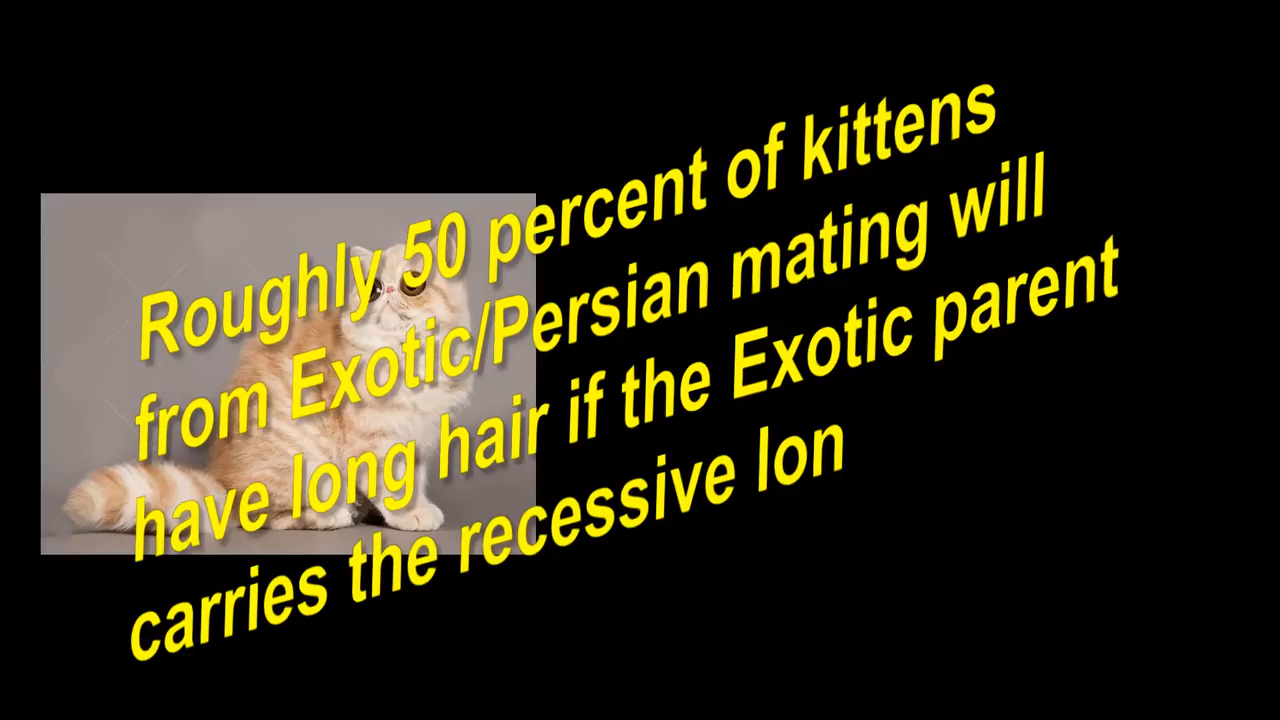 Roughly 50 percent of kittens
from Exotic/Persian mating will
have long hair if the Exotic parent
carries the recessive lon